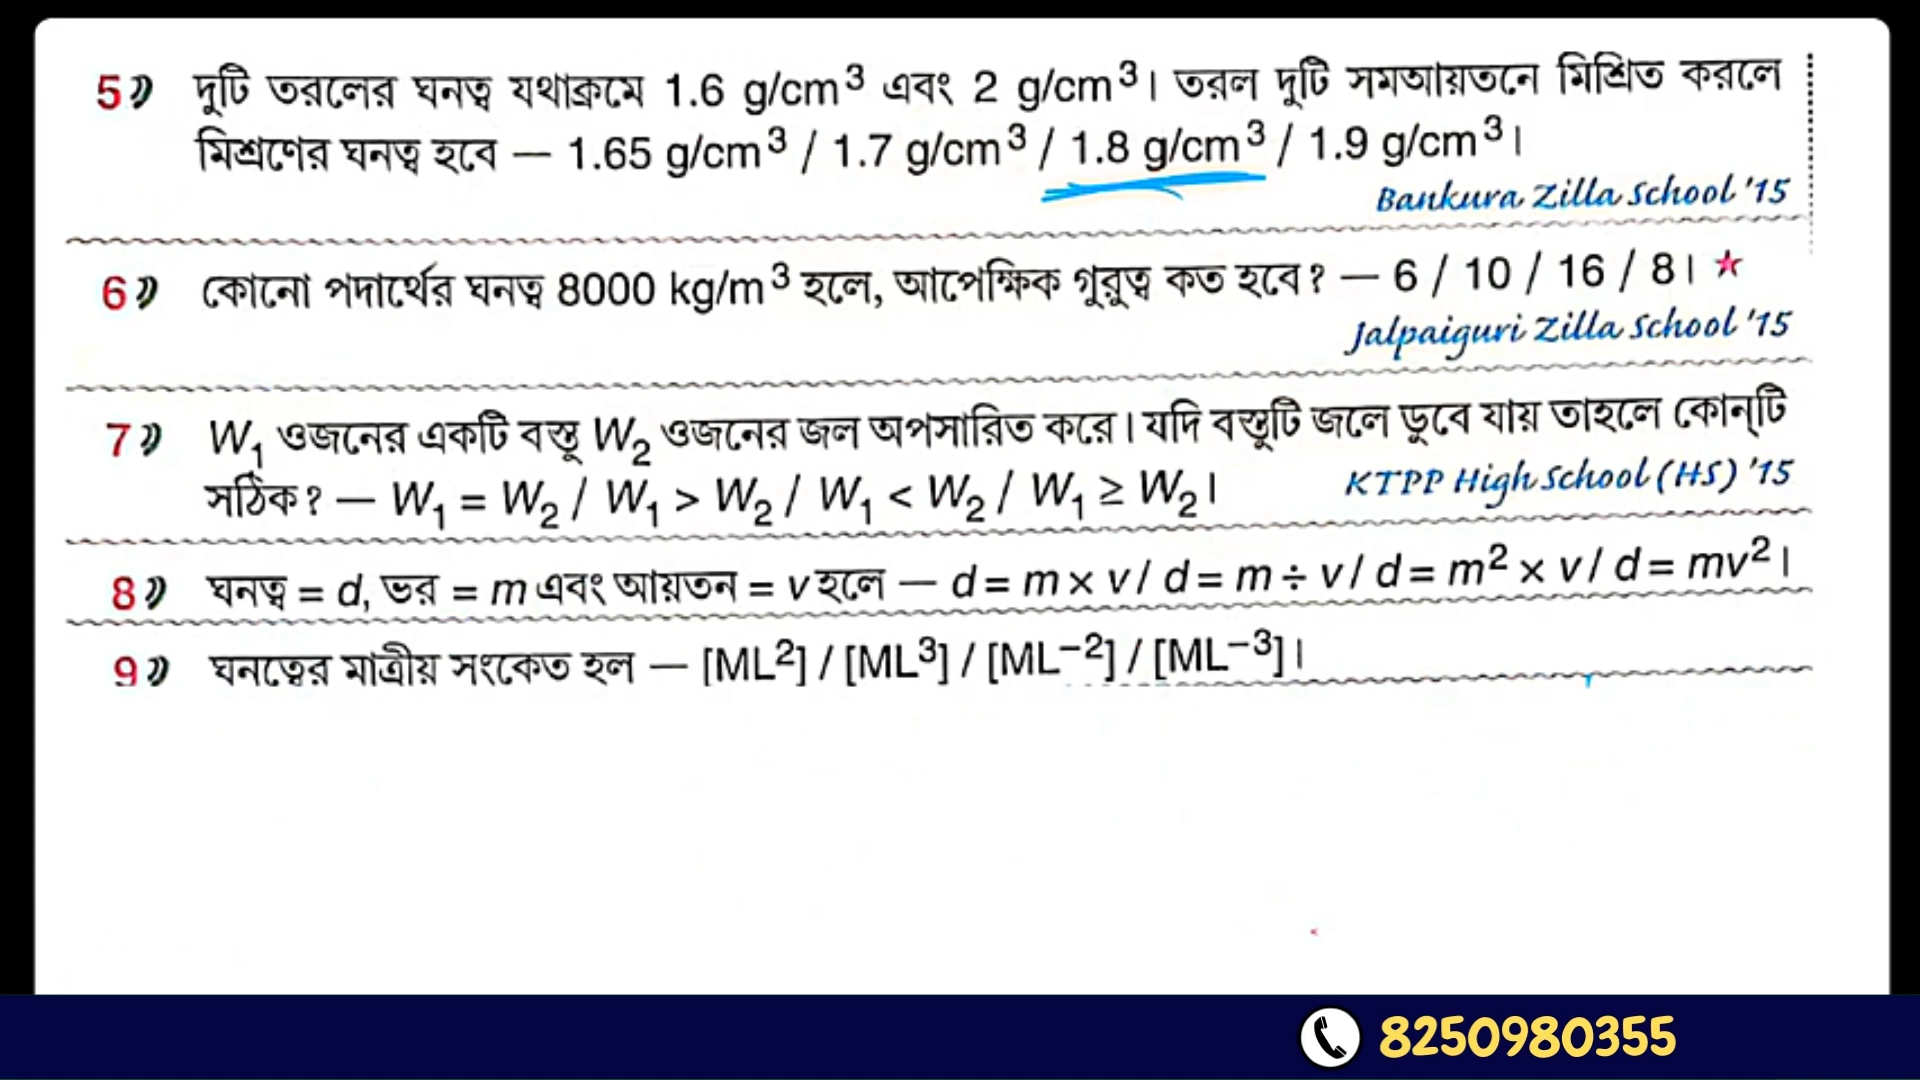 5» দুটি তরলের ঘনত্ব যথাক্রমে 1.6 g/cm³ এবং 2 g/cm³। তরল দুটি সমআয়তনে মিশ্রিত করলে
মিশ্রণের ঘনত্ব হবে — 1.65 g/cm³ / 1.7 g/cm³ / 1.8 g/cm³ / 1.9 g/cm³।
Bankura Zilla School '15
6» কোনো পদার্থের ঘনত্ব 8000 kg/m³ হলে, আপেক্ষিক গুরুত্ব কত হবে? — 6 / 10 / 16 / 8। ★
Jalpaiguri Zilla School '15
7» W₁ ওজনের একটি বস্তু W₂ ওজনের জল অপসারিত করে। যদি বস্তুটি জলে ডুবে যায় তাহলে কোন্‌টি
সঠিক? — W₁ = W₂ / W₁ > W₂ / W₁ < W₂ / W₁ ≥ W₂।
KTPP High School (HS) '15
8» ঘনত্ব = d, ভর = m এবং আয়তন = v হলে — d = m × v / d = m ÷ v / d = m² × v / d = mv²।
9» ঘনত্বের মাত্রীয় সংকেত হল — [ML²] / [ML³] / [ML⁻²] / [ML⁻³]।
8250980355